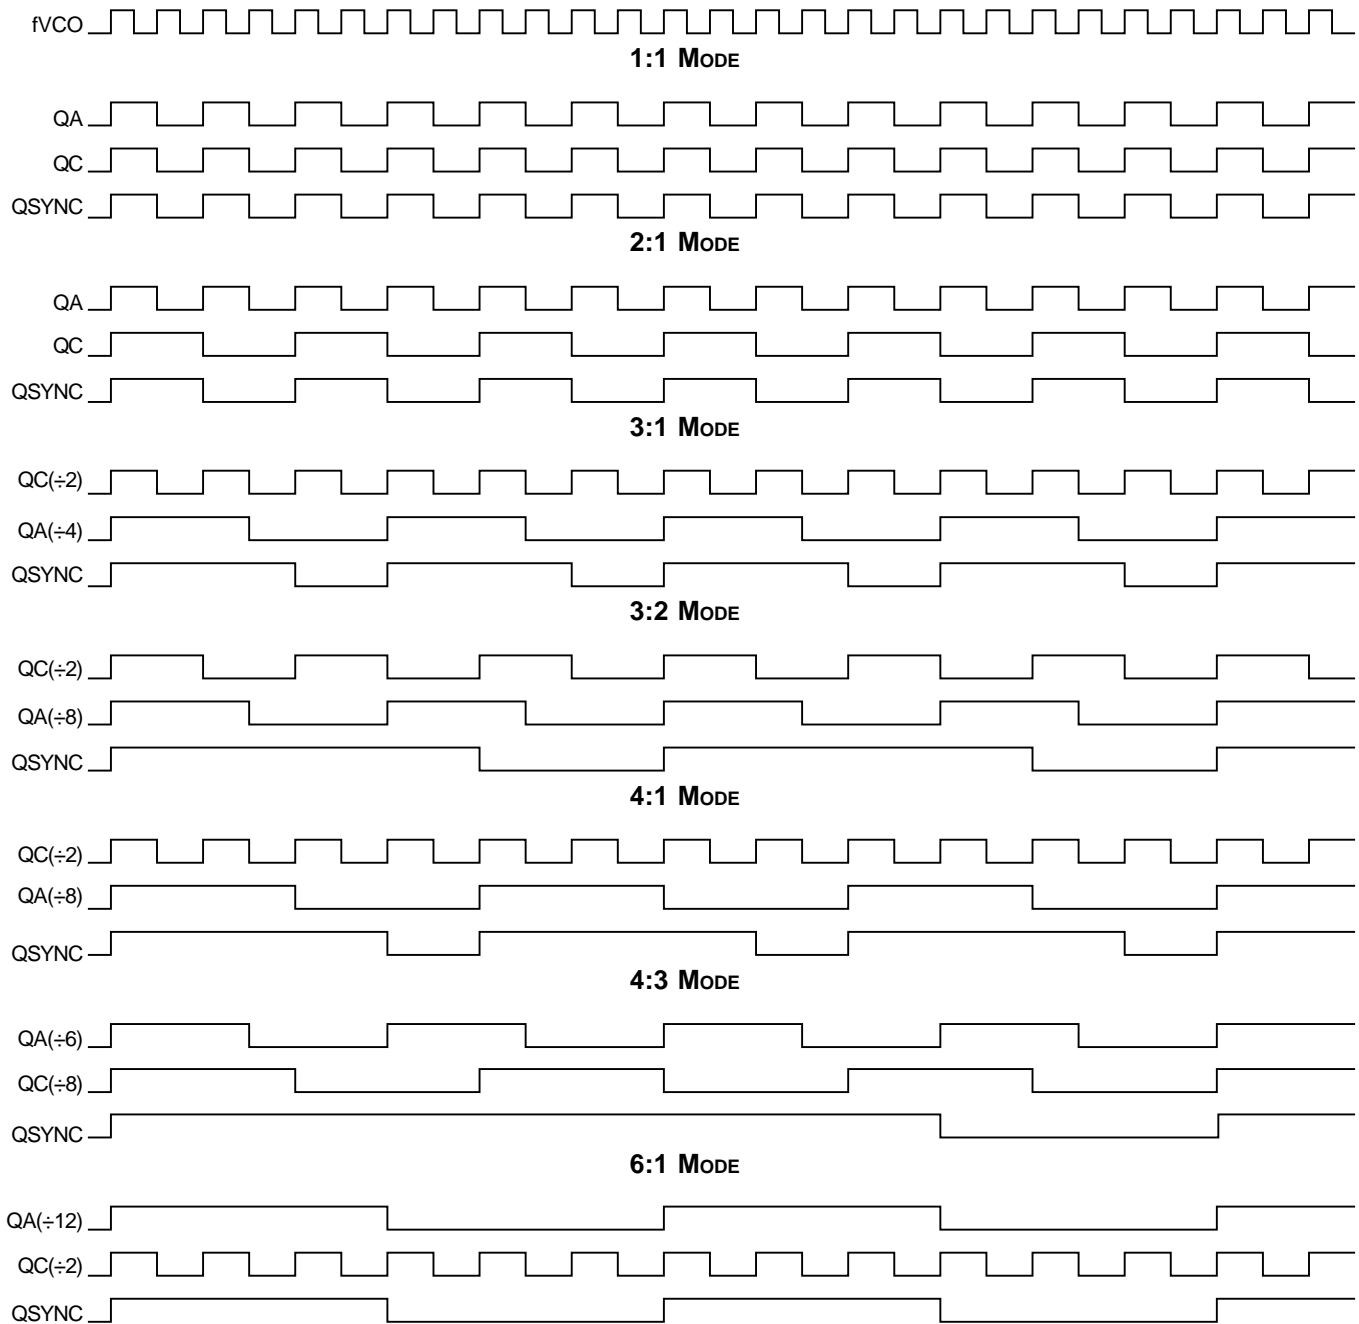 fVCO
1:1 MODE
QA
QC
QSYNC
2:1 MODE
QA
QC
QSYNC
3:1 MODE
QC(÷2)
QA(÷4)
QSYNC
3:2 MODE
QC(÷2)
QA(÷8)
QSYNC
4:1 MODE
QC(÷2)
QA(÷8)
QSYNC
4:3 MODE
QA(÷6)
QC(÷8)
QSYNC
6:1 MODE
QA(÷12)
QC(÷2)
QSYNC